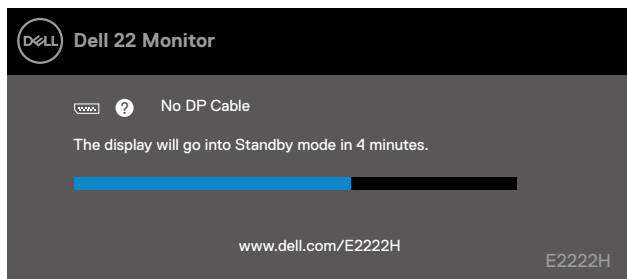 DELL Dell 22 Monitor
? No DP Cable
The display will go into Standby mode in 4 minutes.
www.dell.com/E2222H
E2222H